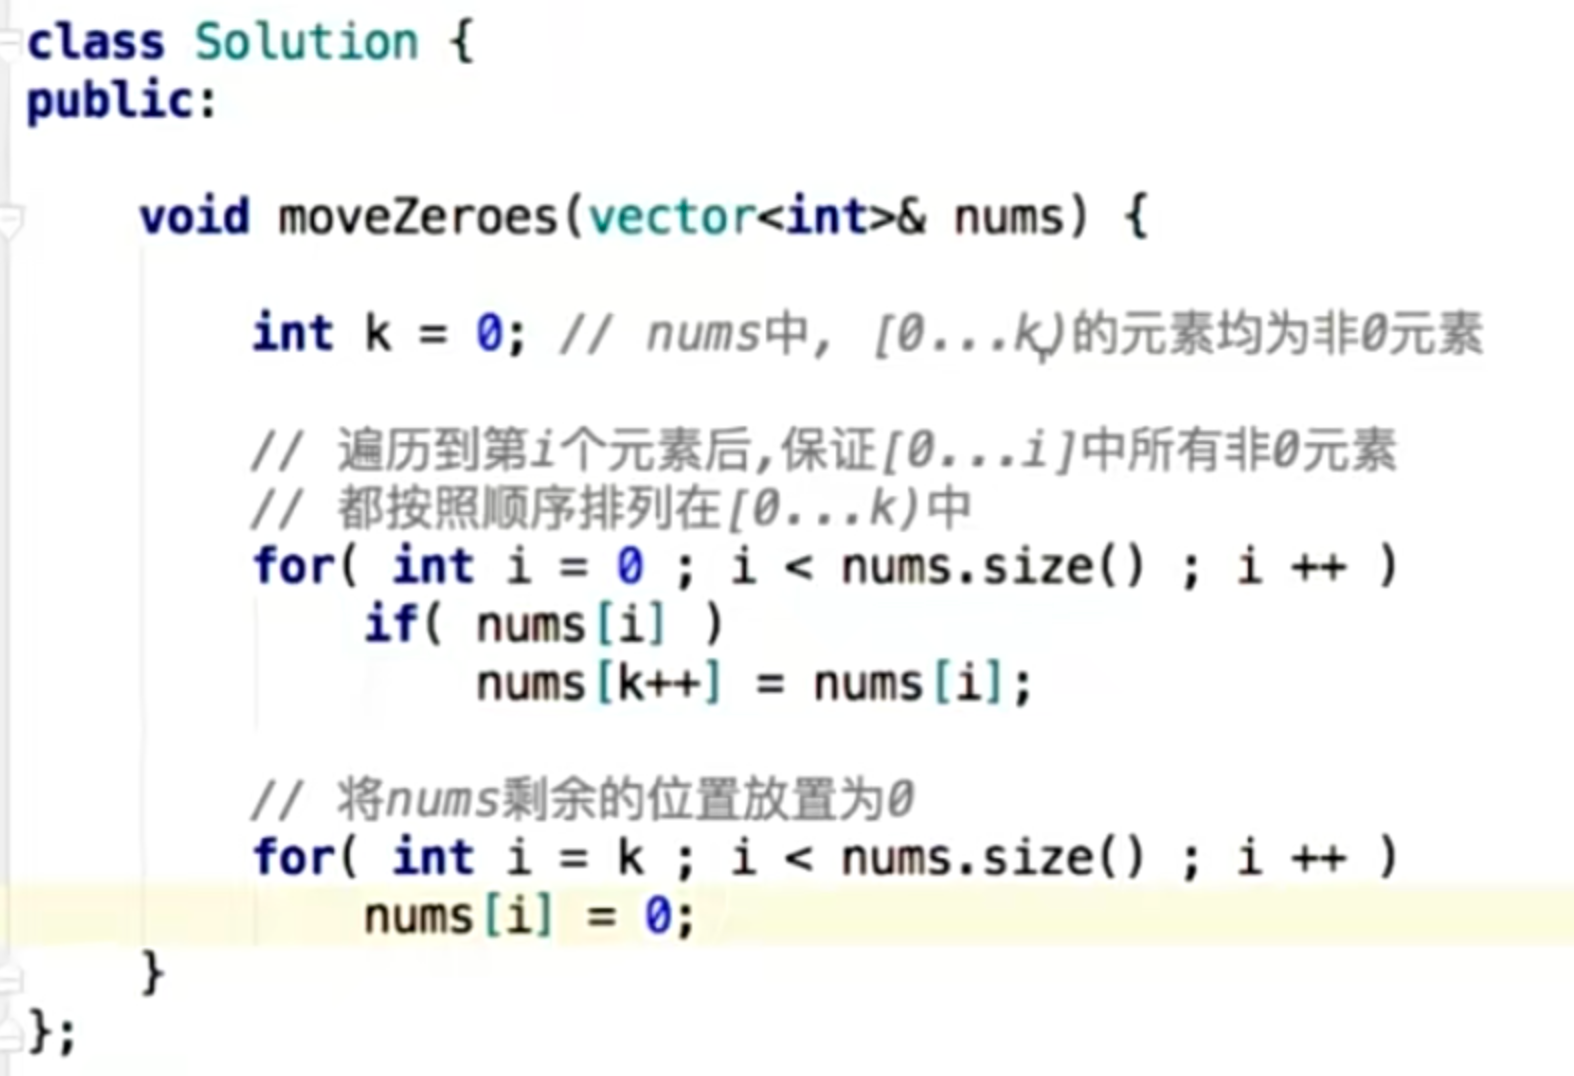 class Solution {
public:
void moveZeroes(vector<int>& nums) {
int k = 0; // nums中, [0...k)的元素均为非0元素
// 遍历到第i个元素后,保证[0...i]中所有非0元素
// 都按照顺序排列在[0...k)中
for( int i = 0 ; i < nums.size() ; i ++ )
if( nums[i] )
nums[k++] = nums[i];
// 将nums剩余的位置放置为0
for( int i = k ; i < nums.size() ; i ++ )
nums[i] = 0;
}
};